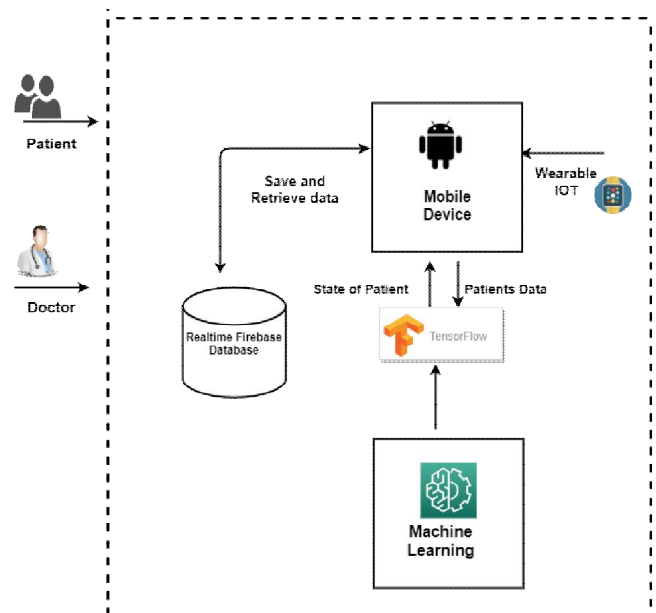 Patient
Doctor
Save and
Retrieve data
Mobile
Device
Wearable
IOT
State of Patient
Patients Data
Realtime Firebase
Database
TensorFlow
Machine
Learning